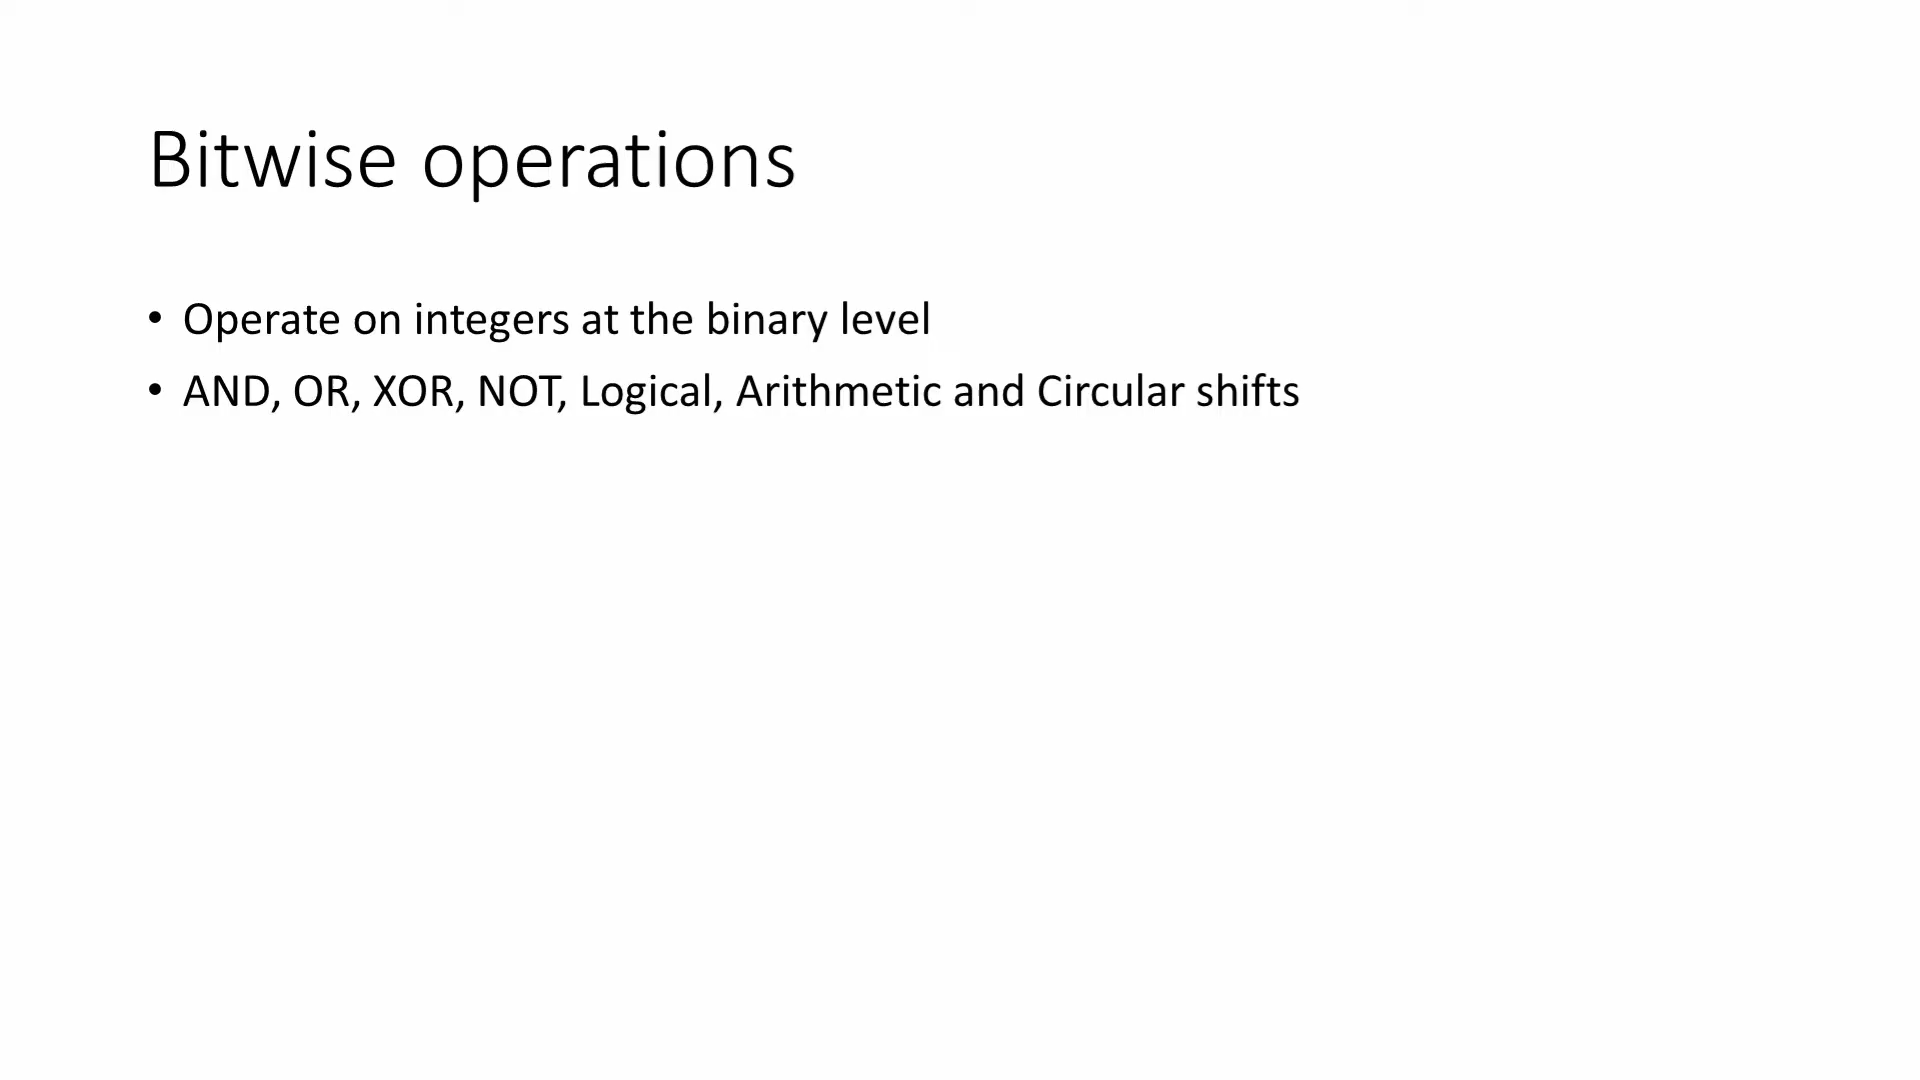 Bitwise operations
• Operate on integers at the binary level
• AND, OR, XOR, NOT, Logical, Arithmetic and Circular shifts